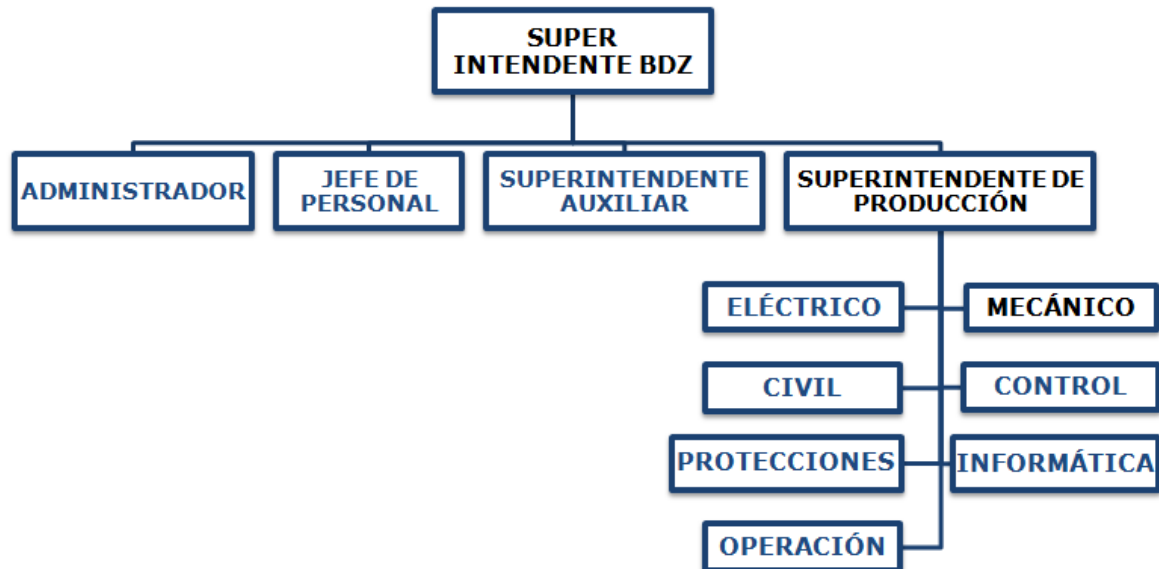 SUPER
INTENDENTE BDZ
ADMINISTRADOR
JEFE DE
PERSONAL
SUPERINTENDENTE
AUXILIAR
SUPERINTENDENTE DE
PRODUCCIÓN
ELÉCTRICO
MECÁNICO
CIVIL
CONTROL
PROTECCIONES
INFORMÁTICA
OPERACIÓN